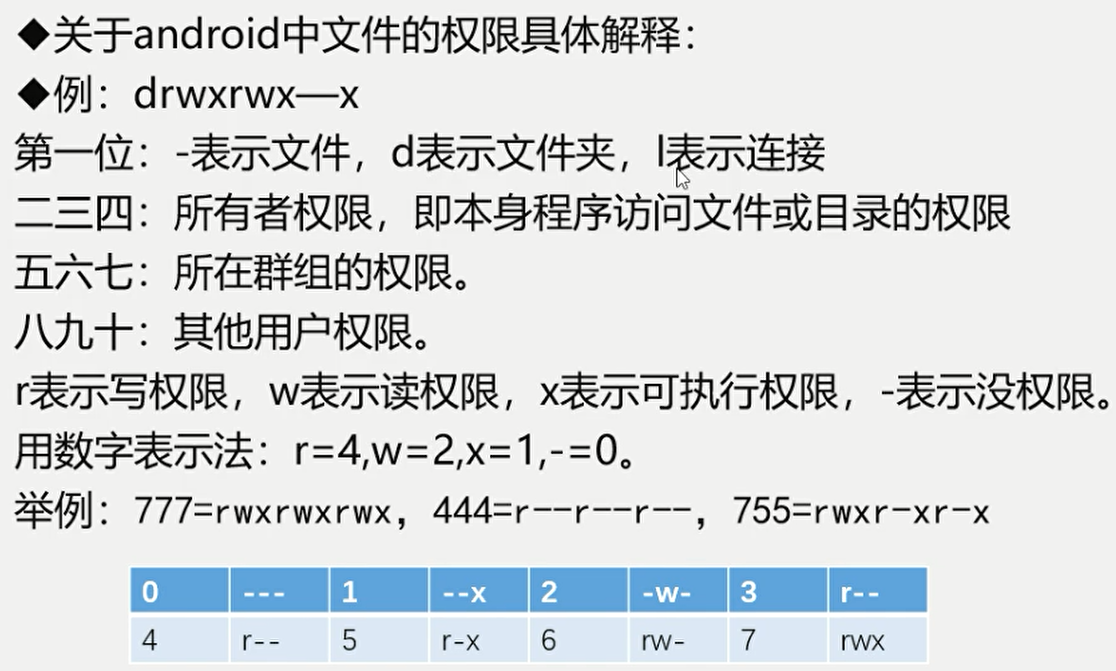 ◆关于android中文件的权限具体解释：
◆例：drwxrwx—x
第一位：-表示文件，d表示文件夹，l表示连接
二三四：所有者权限，即本身程序访问文件或目录的权限
五六七：所在群组的权限。
八九十：其他用户权限。
r表示写权限，w表示读权限，x表示可执行权限，-表示没权限。
用数字表示法：r=4,w=2,x=1,-=0。
举例：777=rwxrwxrwx，444=r--r--r--，755=rwxr-xr-x
0 --- 1 --x 2 -w- 3 r--
4 r-- 5 r-x 6 rw- 7 rwx